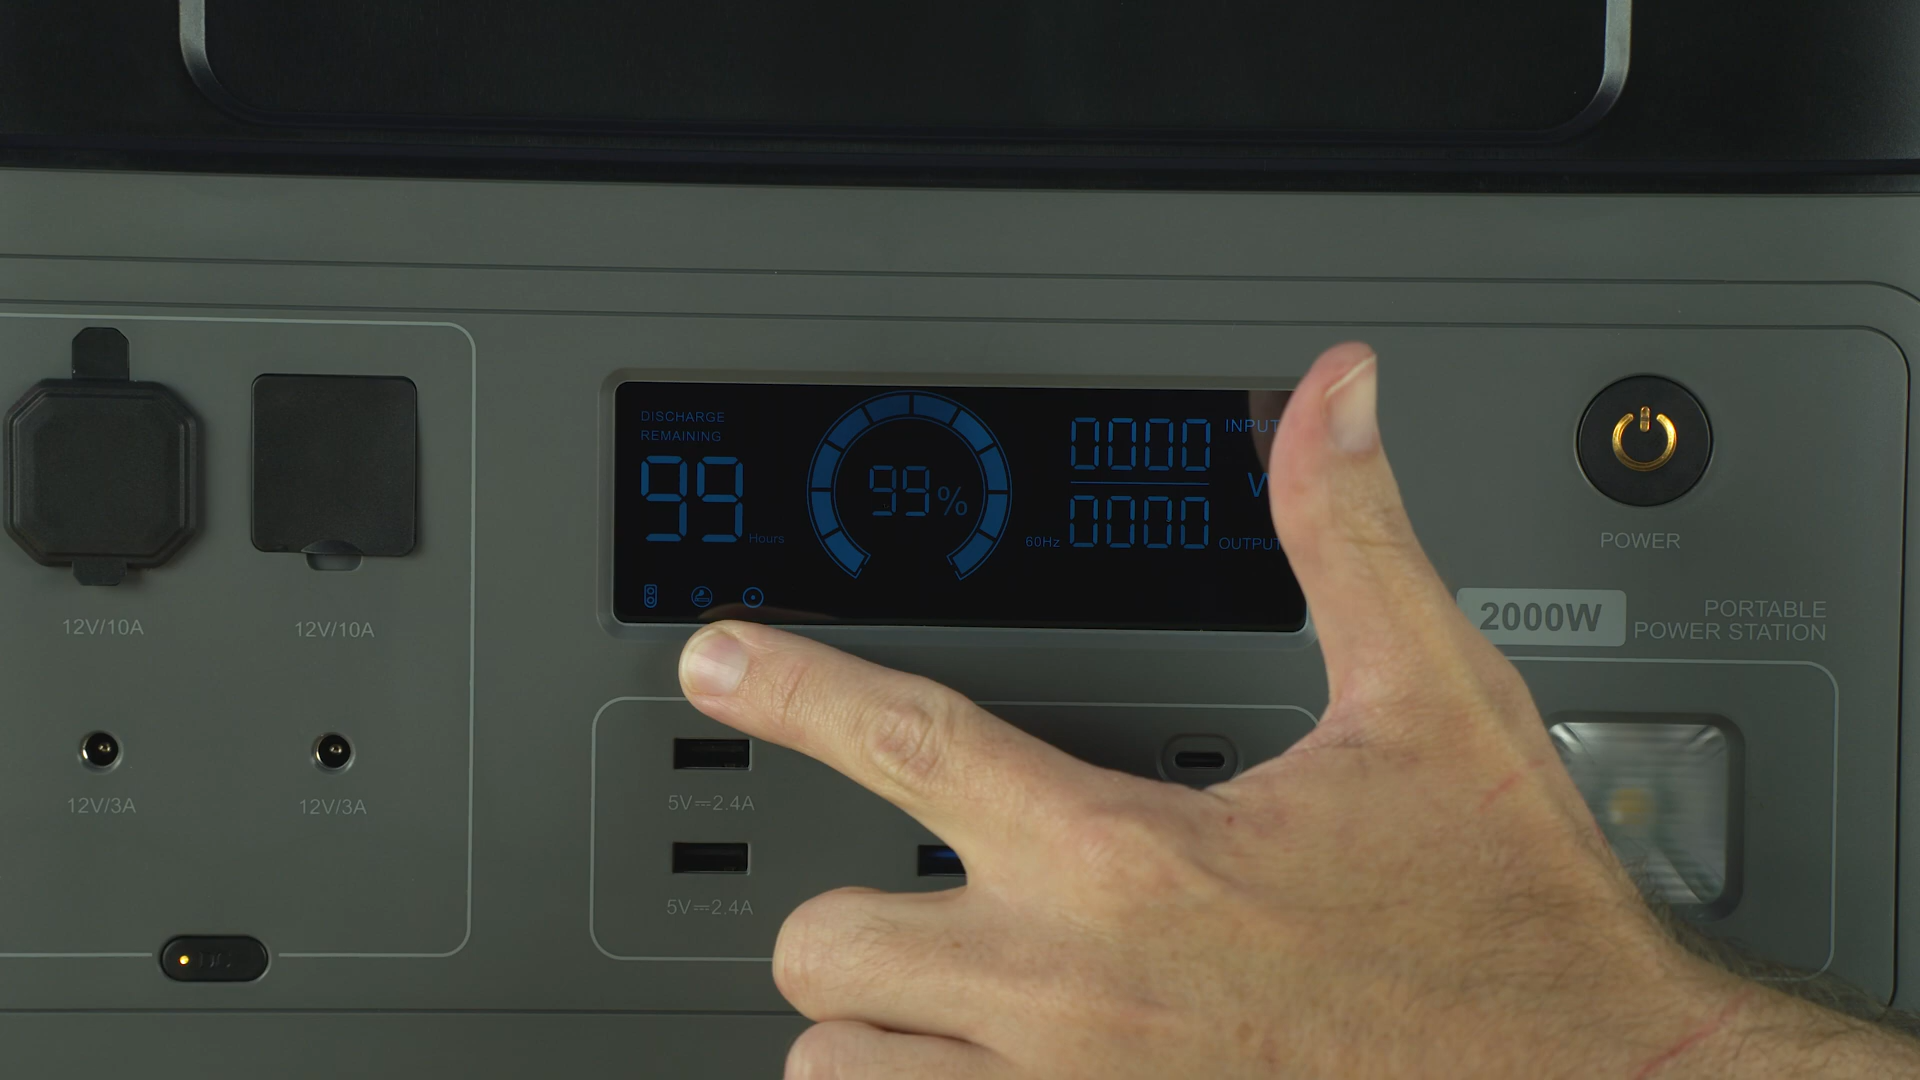 DISCHARGE
REMAINING
99
Hours
99%
0000
INPUT
W
60Hz
0000
OUTPUT
POWER
2000W
PORTABLE
POWER STATION
12V/10A
12V/10A
12V/3A
12V/3A
5V⎓2.4A
5V⎓2.4A
DC